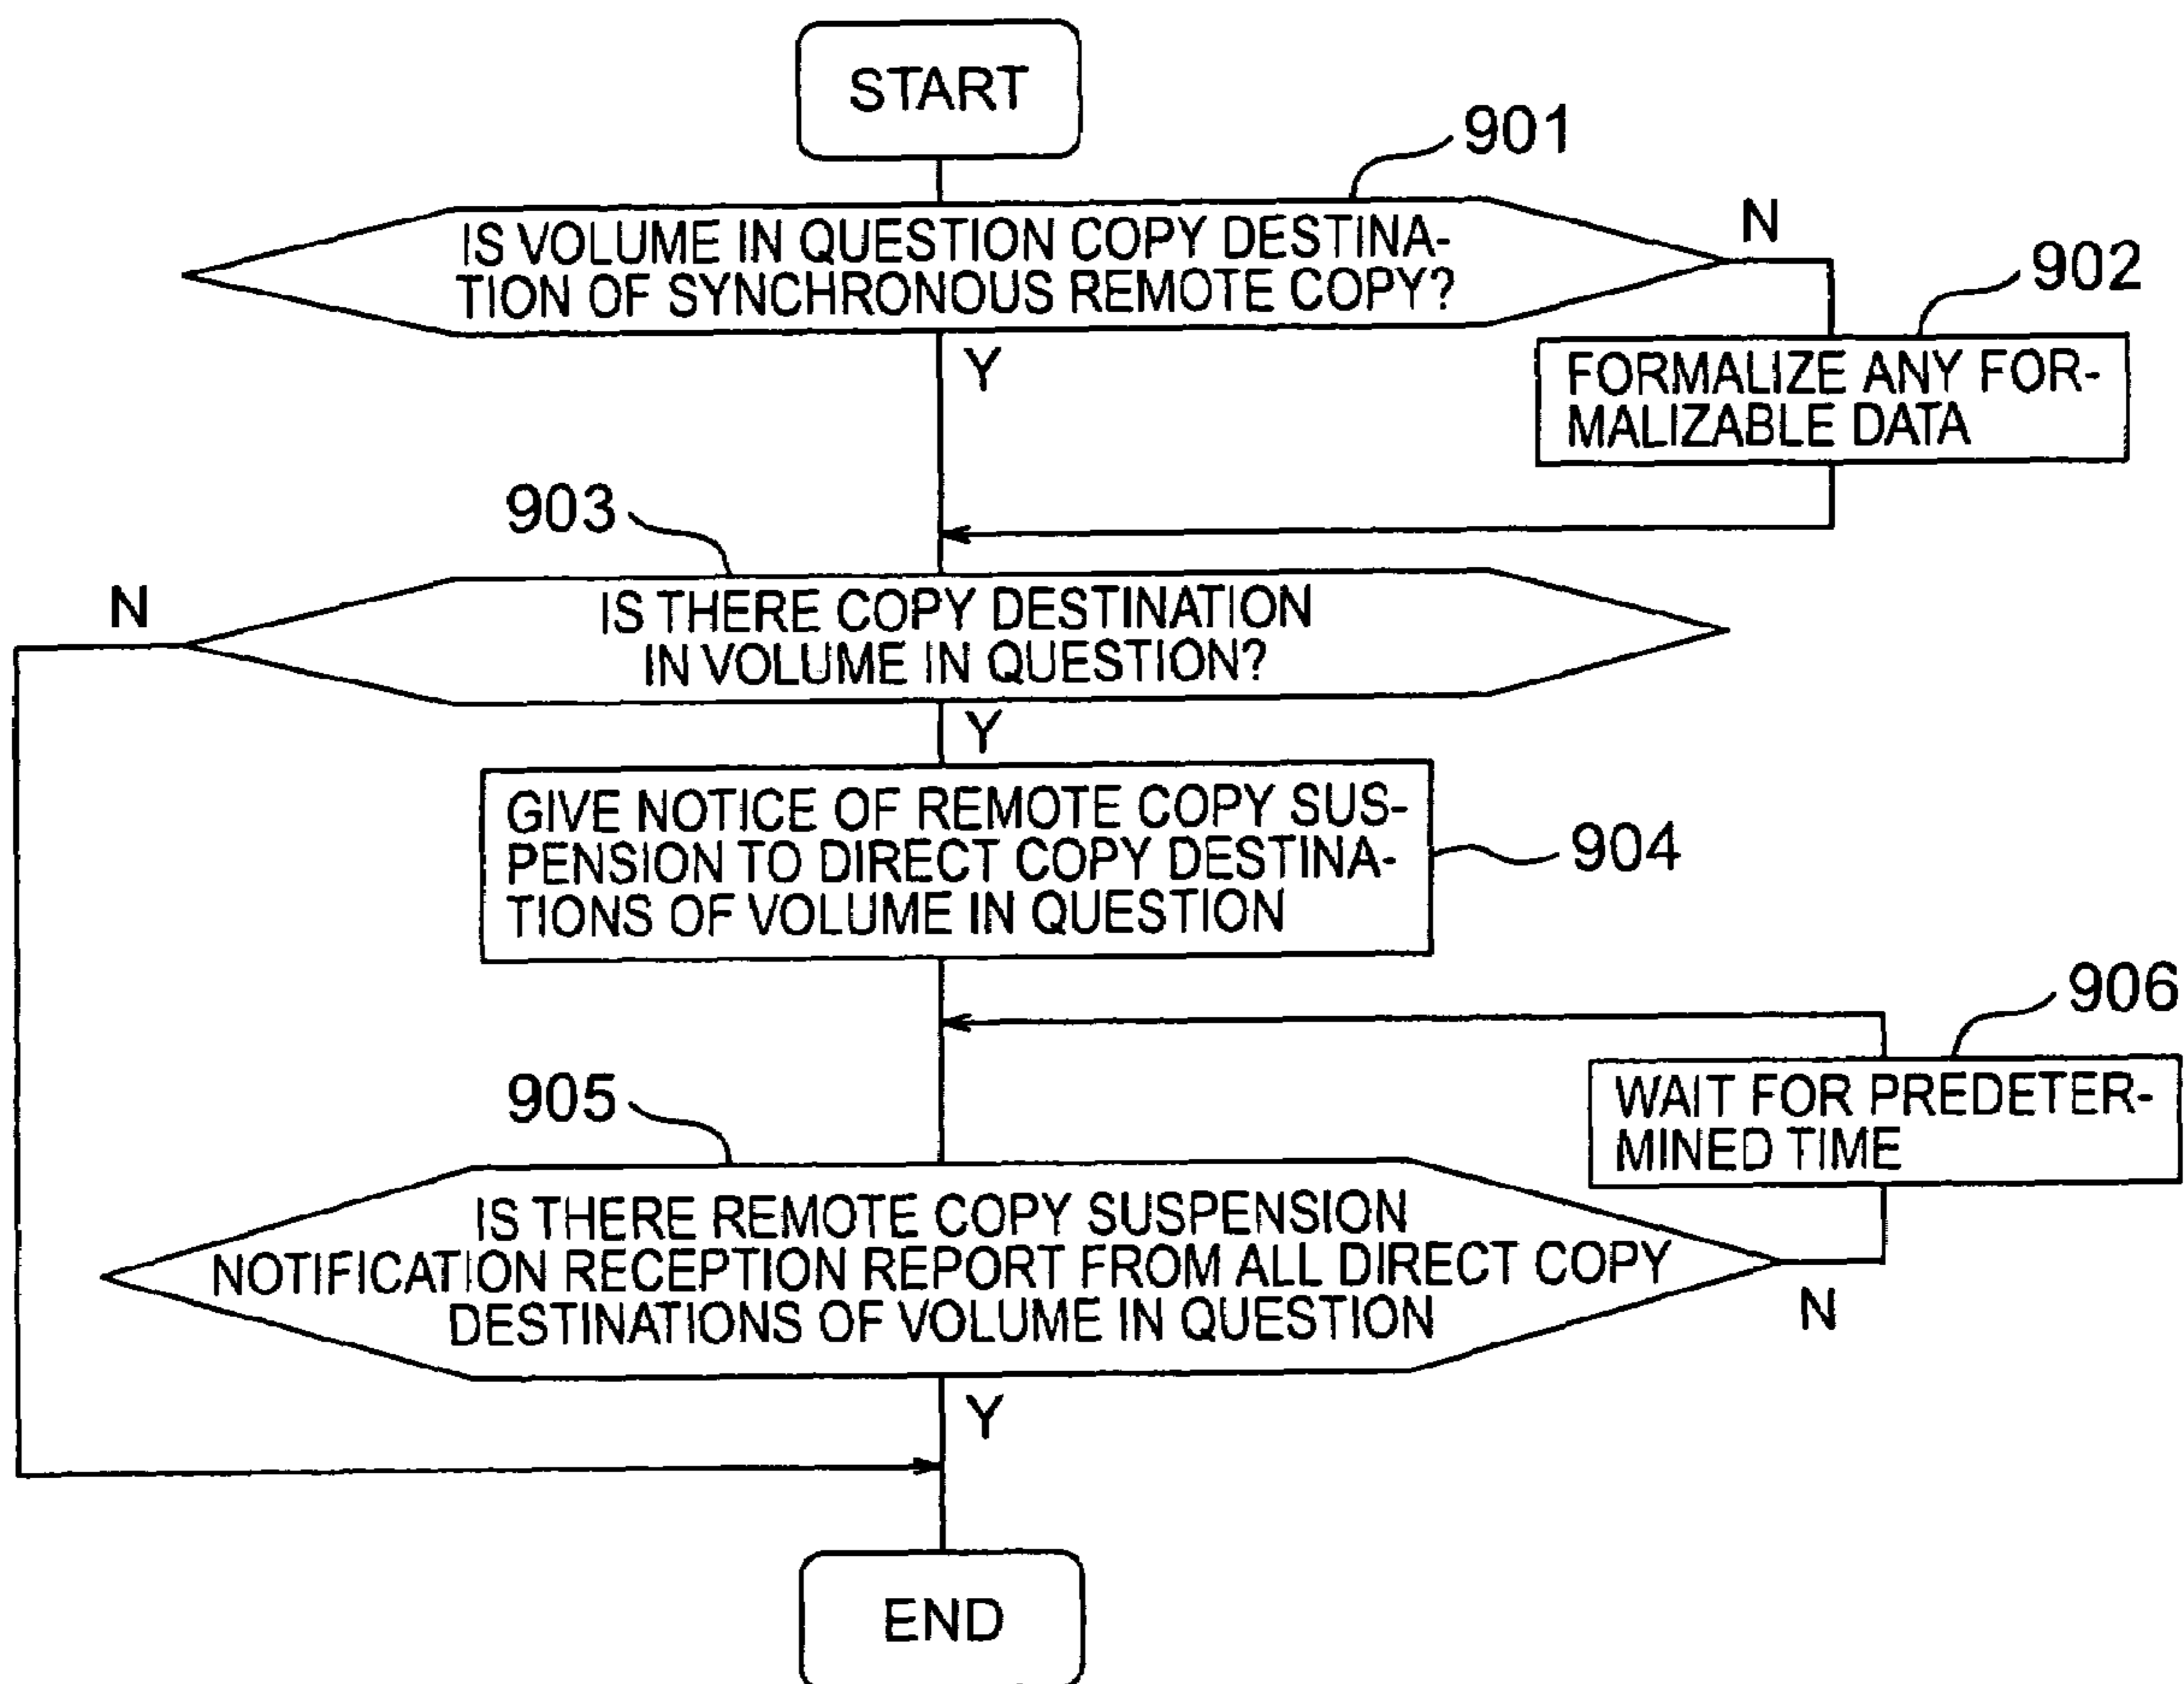 START
901
IS VOLUME IN QUESTION COPY DESTINA-
TION OF SYNCHRONOUS REMOTE COPY?
N
902
Y
FORMALIZE ANY FOR-
MALIZABLE DATA
903
N
IS THERE COPY DESTINATION
IN VOLUME IN QUESTION?
Y
GIVE NOTICE OF REMOTE COPY SUS-
PENSION TO DIRECT COPY DESTINA-
TIONS OF VOLUME IN QUESTION
904
906
WAIT FOR PREDETER-
MINED TIME
905
IS THERE REMOTE COPY SUSPENSION
NOTIFICATION RECEPTION REPORT FROM ALL DIRECT COPY
DESTINATIONS OF VOLUME IN QUESTION
N
Y
END